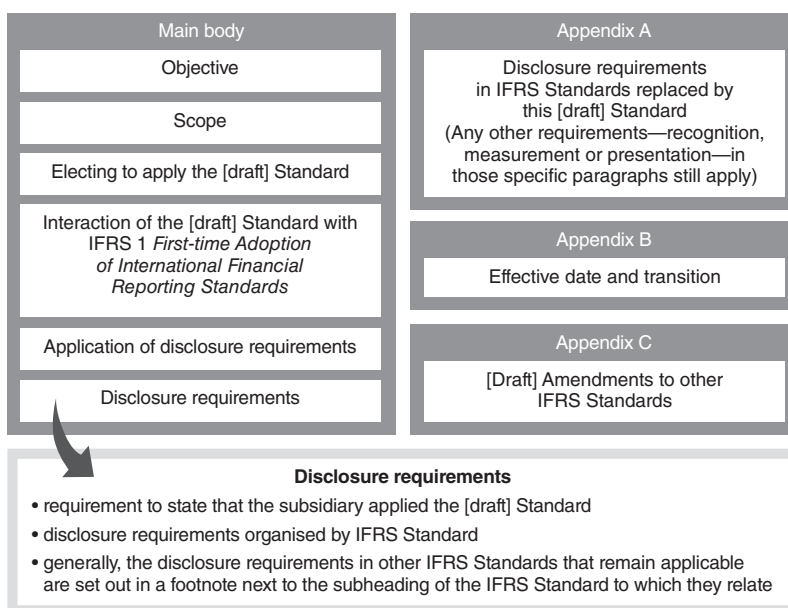 Main body
Objective
Scope
Electing to apply the [draft] Standard
Interaction of the [draft] Standard with
IFRS 1 First-time Adoption
of International Financial
Reporting Standards
Application of disclosure requirements
Disclosure requirements
Appendix A
Disclosure requirements
in IFRS Standards replaced by
this [draft] Standard
(Any other requirements—recognition,
measurement or presentation—in
those specific paragraphs still apply)
Appendix B
Effective date and transition
Appendix C
[Draft] Amendments to other
IFRS Standards
Disclosure requirements
• requirement to state that the subsidiary applied the [draft] Standard
• disclosure requirements organised by IFRS Standard
• generally, the disclosure requirements in other IFRS Standards that remain applicable
are set out in a footnote next to the subheading of the IFRS Standard to which they relate